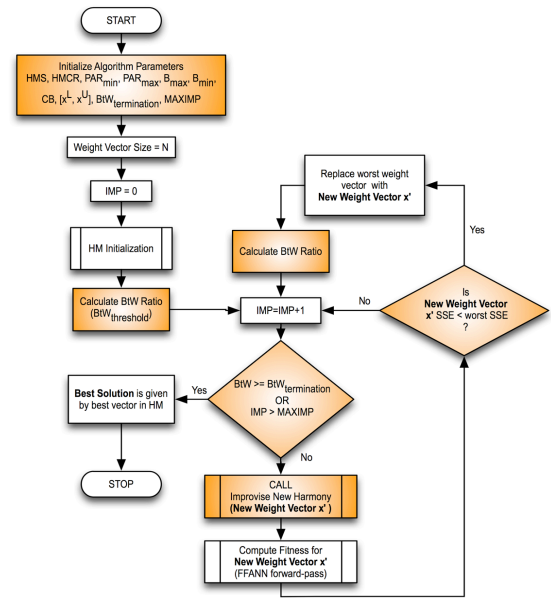 START
Initialize Algorithm Parameters
HMS, HMCR, PARmin, PARmax, Bmax, Bmin,
CB, [xL, xU], BtWtermination, MAXIMP
Weight Vector Size = N
IMP = 0
HM Initialization
Calculate BtW Ratio
(BtWthreshold)
Replace worst weight
vector with
New Weight Vector x'
Calculate BtW Ratio
Yes
IMP=IMP+1
No
Is
New Weight Vector
x' SSE < worst SSE
?
BtW >= BtWtermination
OR
IMP > MAXIMP
Yes
Best Solution is given
by best vector in HM
STOP
No
CALL
Improvise New Harmony
(New Weight Vector x' )
Compute Fitness for
New Weight Vector x'
(FFANN forward-pass)